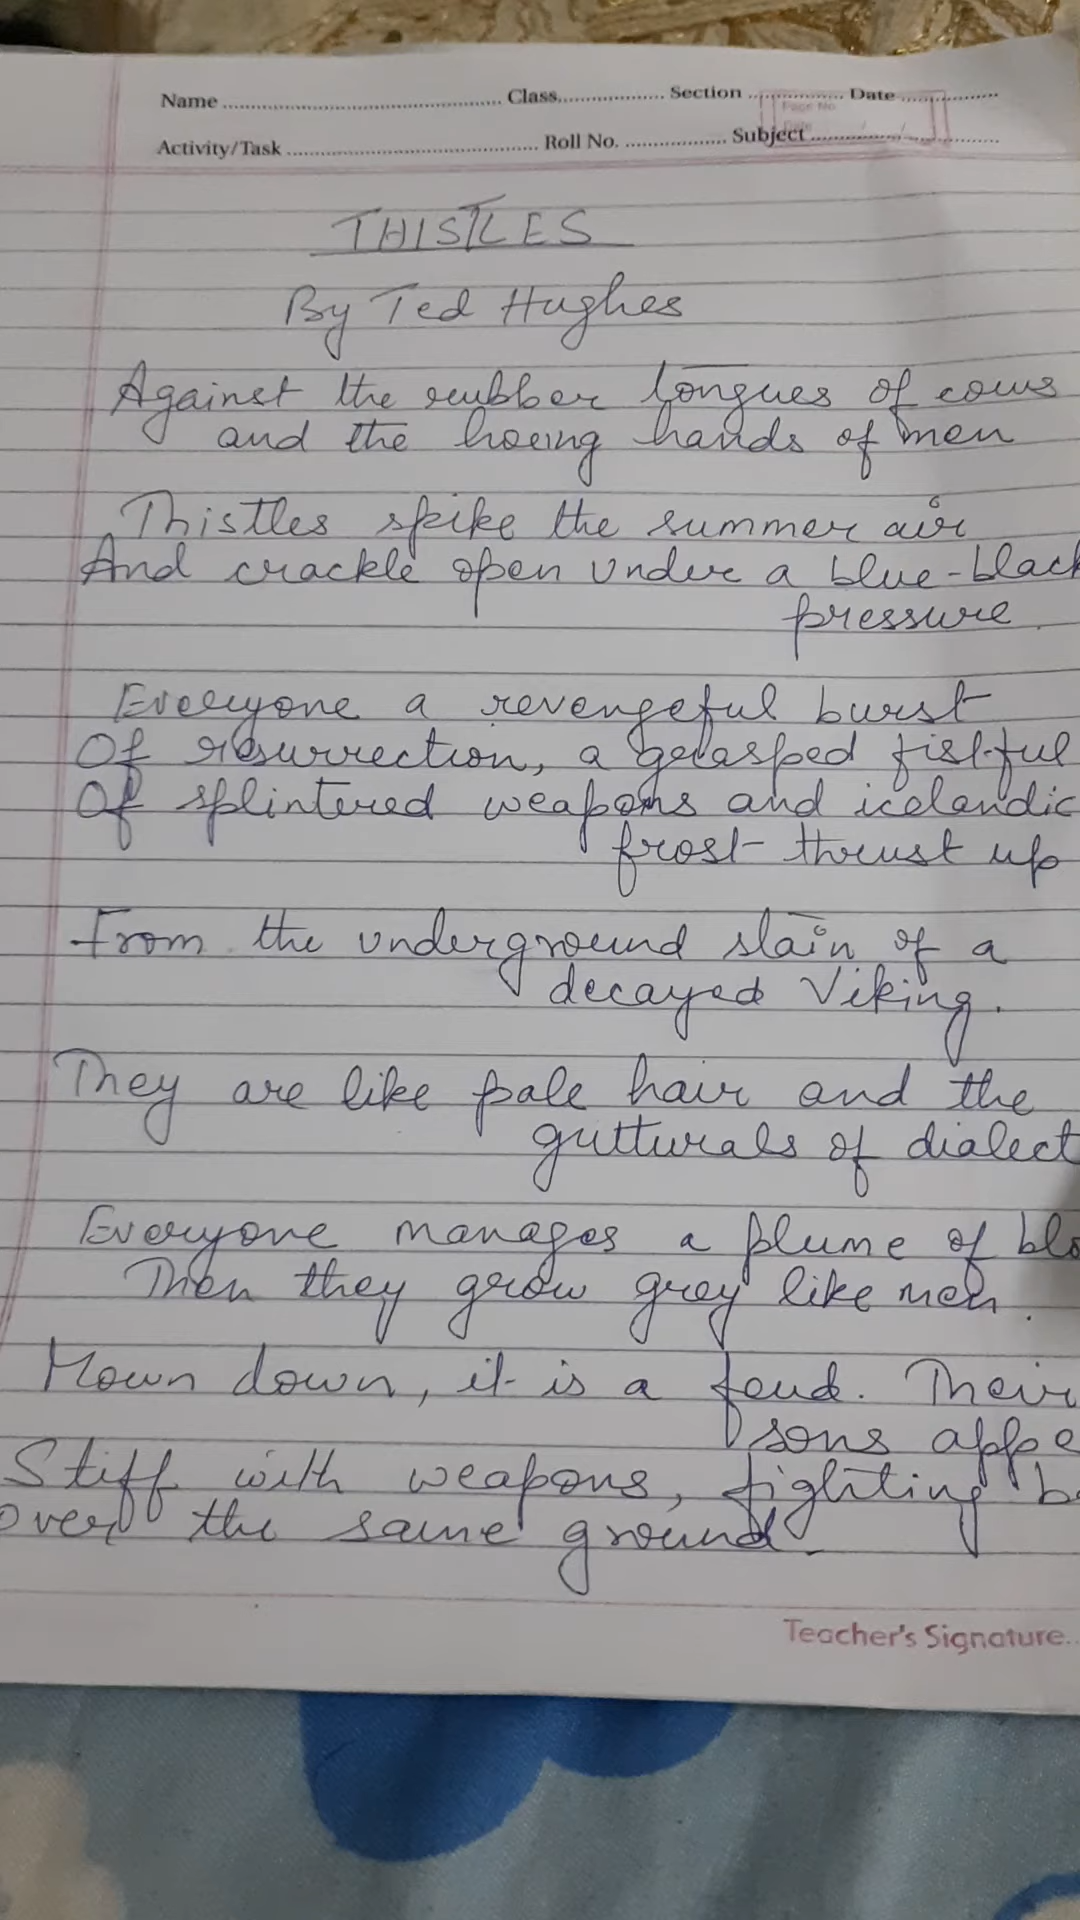 Name ........ Class ........ Section ........ Date ........
Page No.
Date / /
Activity/Task ........ Roll No. ........ Subject ........
THISTLES
By Ted Hughes
Against the rubber tongues of cows
and the hoeing hands of men
Thistles spike the summer air
And crackle open under a blue-black
pressure.
Everyone a revengeful burst
Of resurrection, a grasped fistful
Of splintered weapons and icelandic
frost thrust up
From the underground stain of a
decayed Viking.
They are like pale hair and the
gutturals of dialect
Everyone manages a plume of blo
Then they grow grey like men.
Mown down, it is a feud. Their
sons appe
Stiff with weapons, fighting b
over the same ground.
Teacher's Signature..